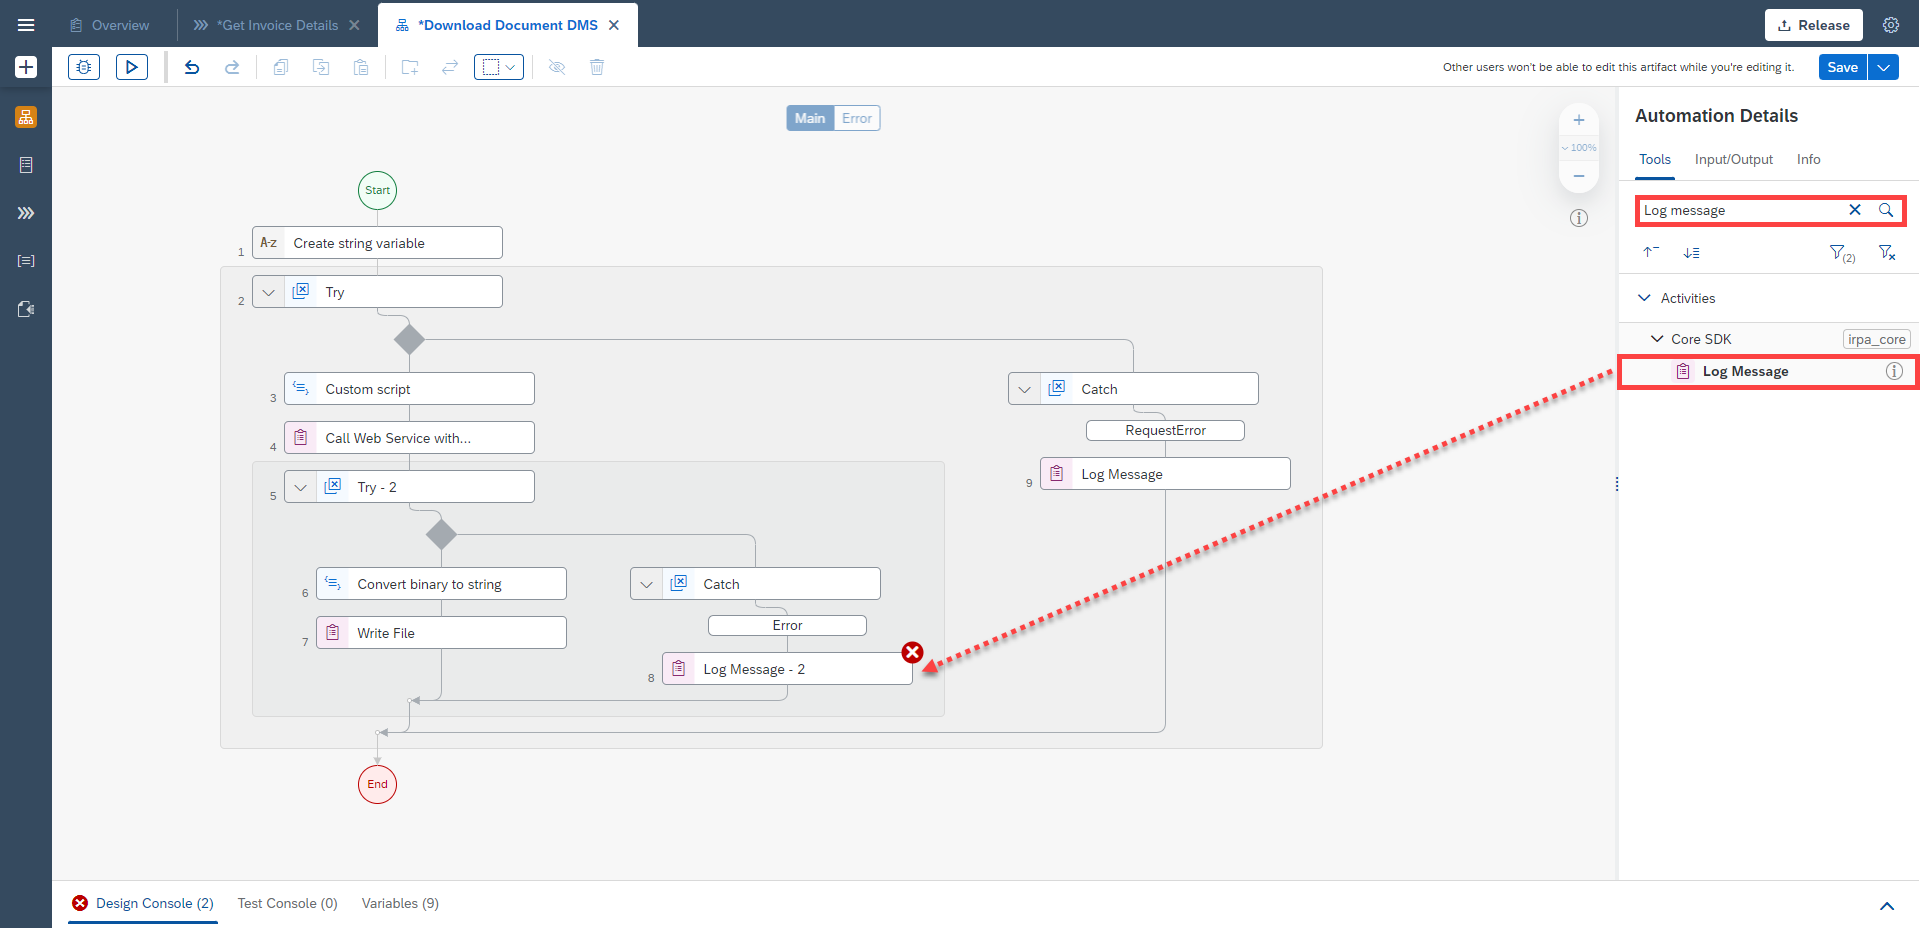 Overview
*Get Invoice Details
*Download Document DMS
Release
Other users won't be able to edit this artifact while you're editing it.
Save
Main
Error
100%
Automation Details
Tools
Input/Output
Info
Log message
(2)
Activities
Core SDK
irpa_core
Log Message
Start
1
A-z
Create string variable
2
Try
3
Custom script
Catch
4
Call Web Service with...
RequestError
5
Try - 2
9
Log Message
6
Convert binary to string
Catch
7
Write File
Error
8
Log Message - 2
End
Design Console (2)
Test Console (0)
Variables (9)